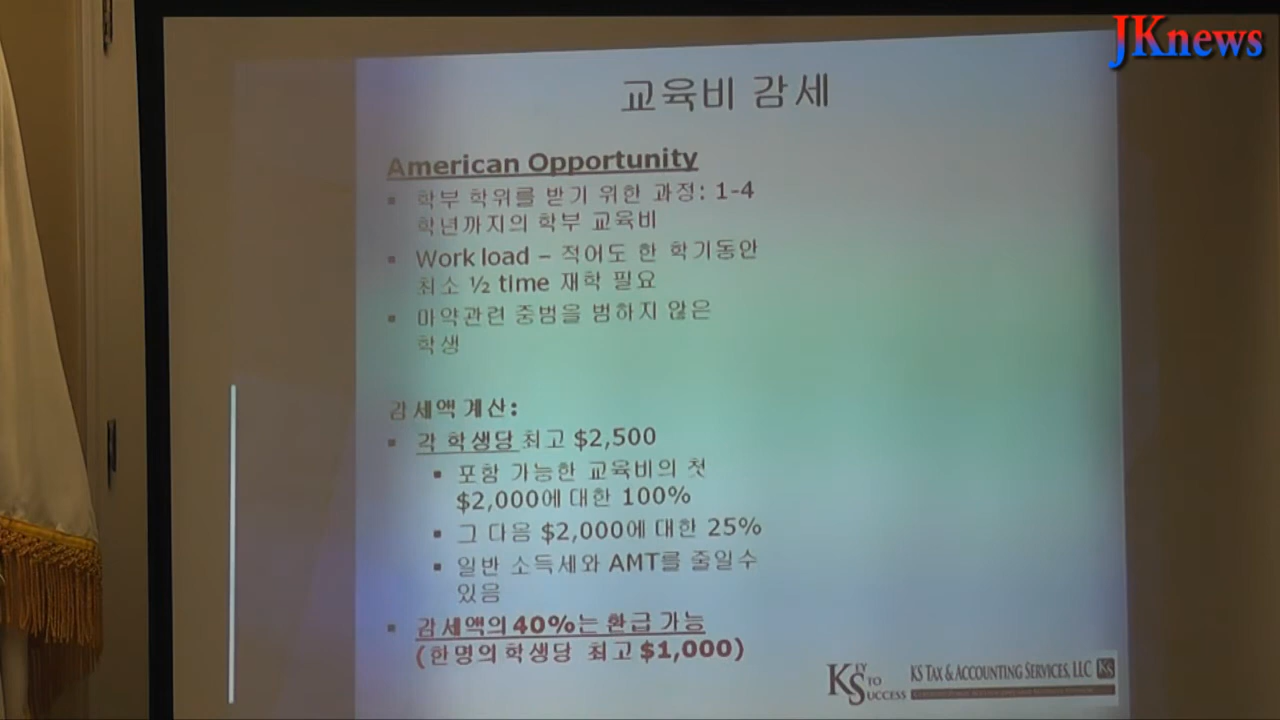 JKnews
교육비 감세
American Opportunity
▪ 학부 학위를 받기 위한 과정: 1-4
학년까지의 학부 교육비
▪ Work load – 적어도 한 학기동안
최소 ½ time 재학 필요
▪ 마약관련 중범을 범하지 않은
학생
감세액 계산:
▪ 각 학생당 최고 $2,500
▪ 포함 가능한 교육비의 첫
$2,000에 대한 100%
▪ 그 다음 $2,000에 대한 25%
▪ 일반 소득세와 AMT를 줄일수
있음
▪ 감세액의 40%는 환급 가능
(한명의 학생당 최고 $1,000)
KEY TO SUCCESS
KS TAX & ACCOUNTING SERVICES, LLC KS